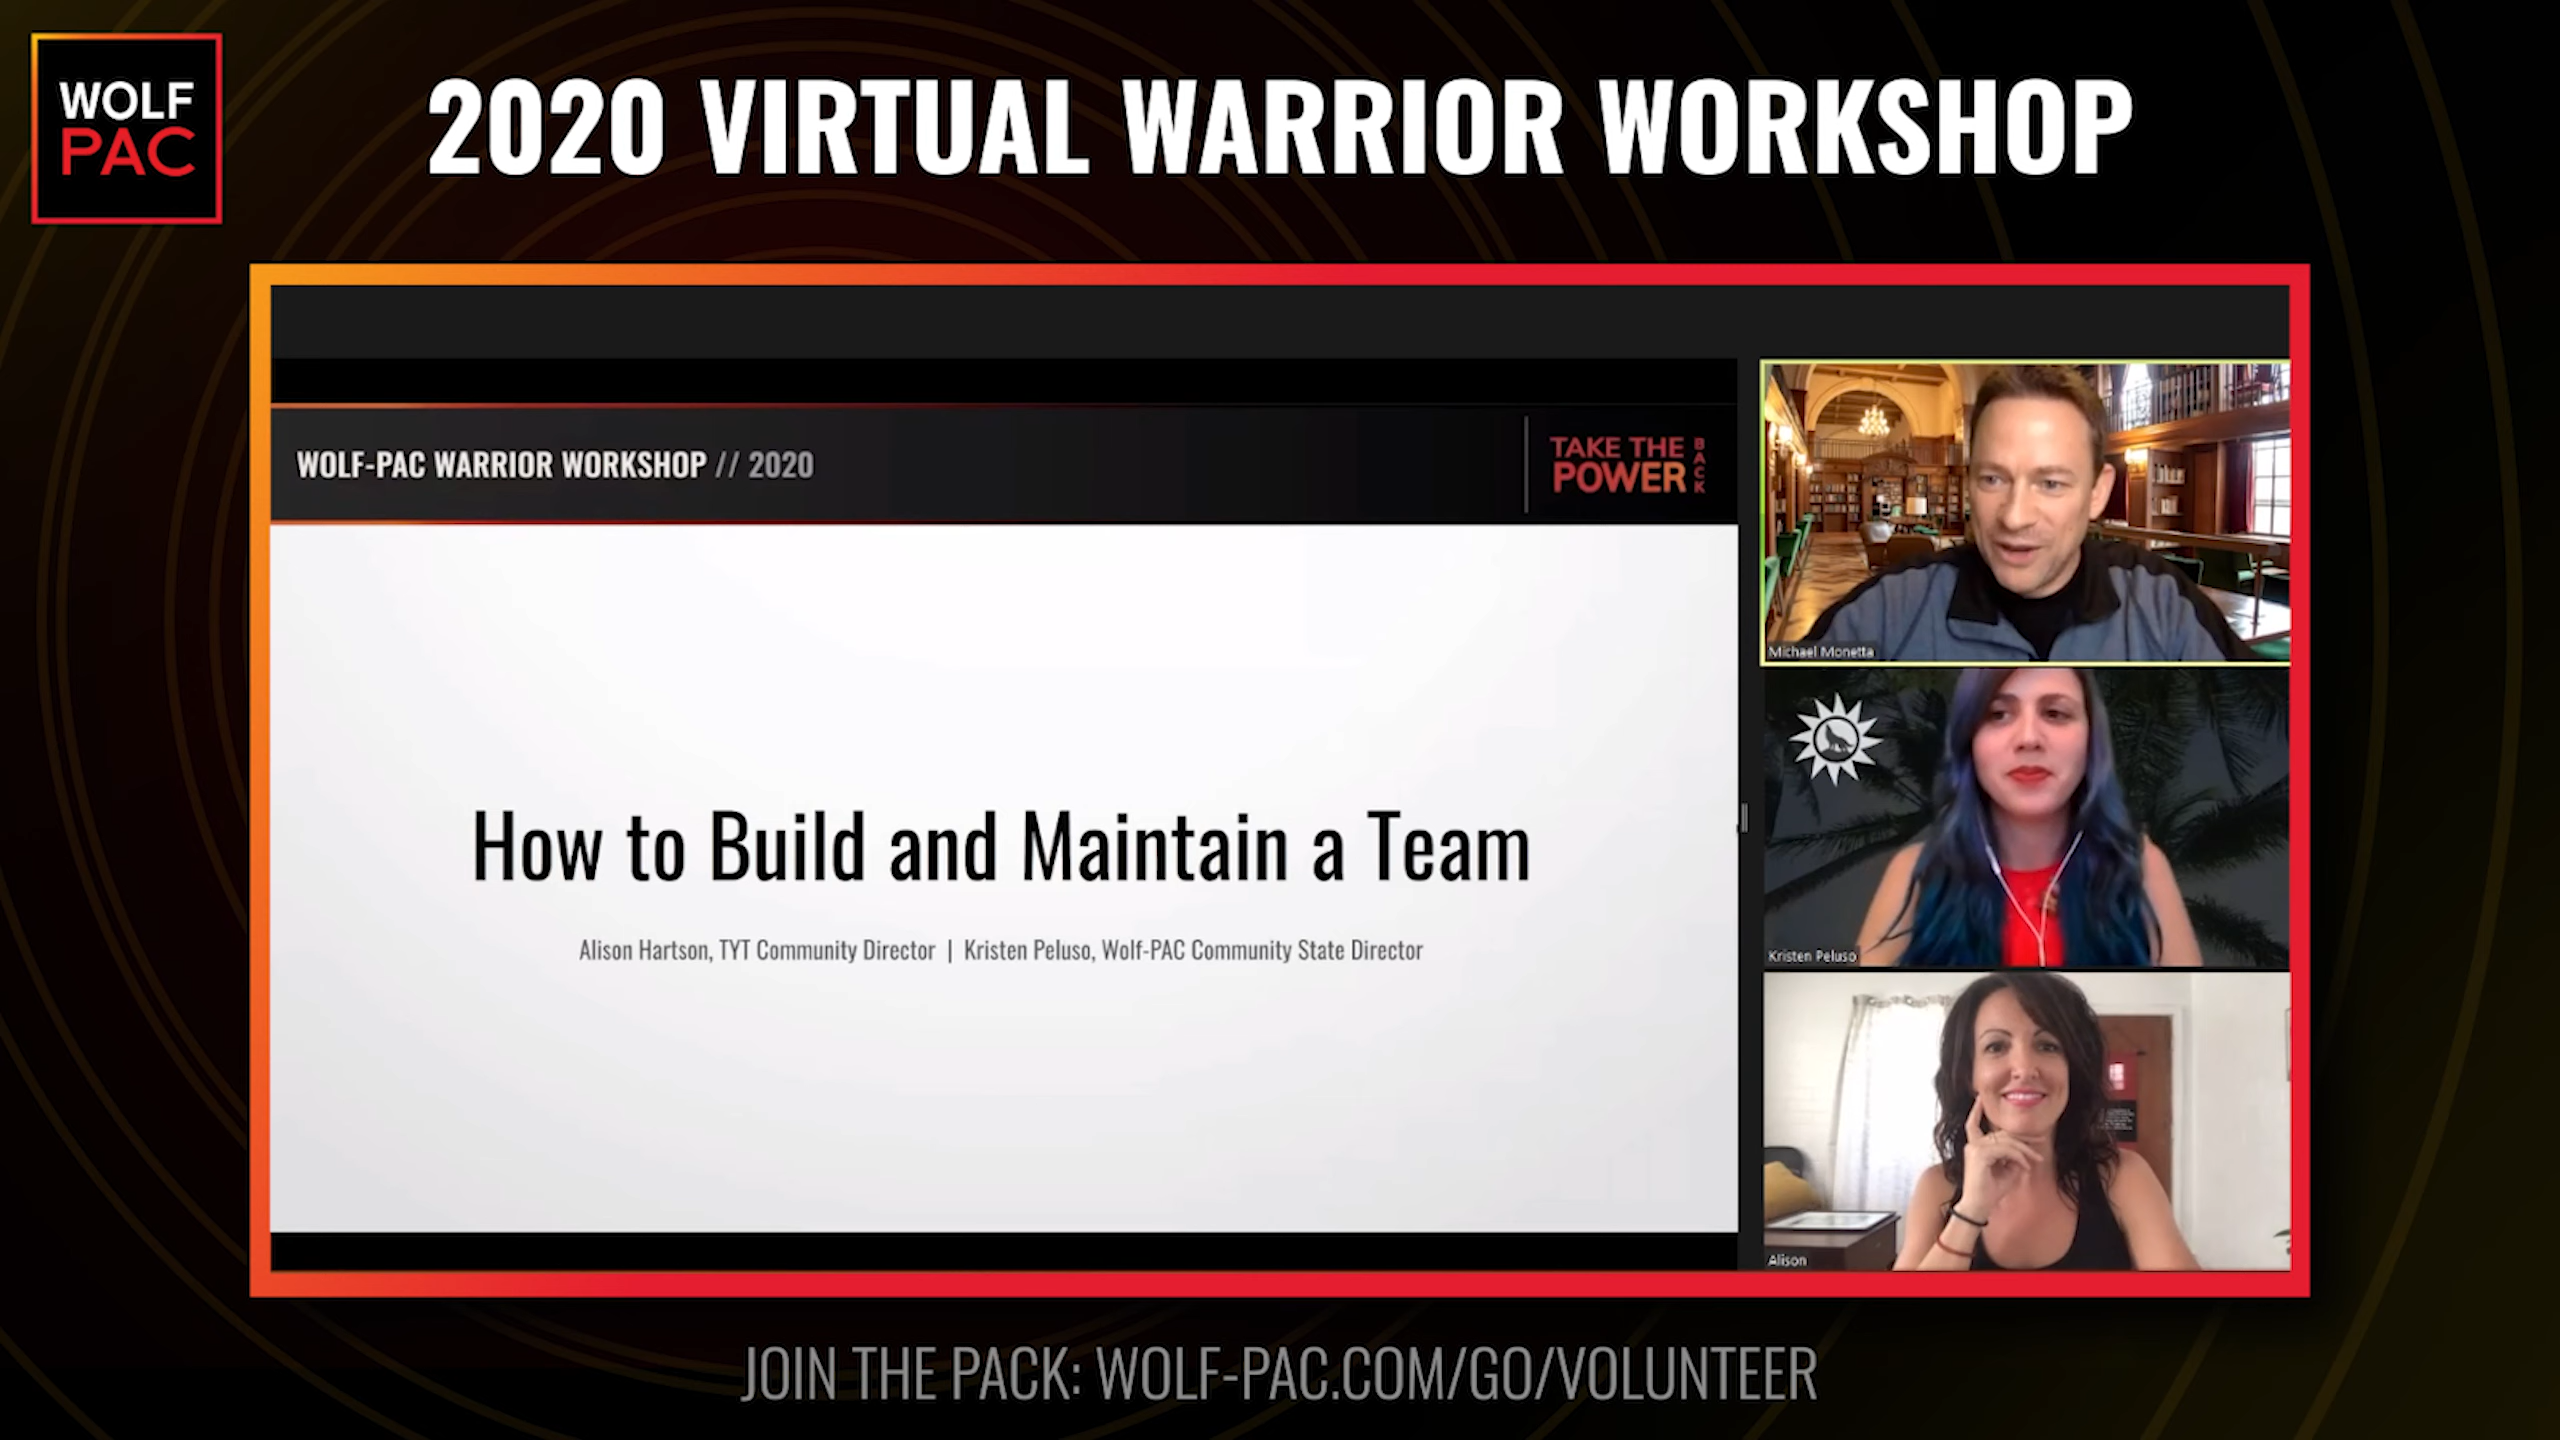 WOLF
PAC
2020 VIRTUAL WARRIOR WORKSHOP
WOLF-PAC WARRIOR WORKSHOP // 2020
TAKE THE
POWER
BACK
How to Build and Maintain a Team
Alison Hartson, TYT Community Director | Kristen Peluso, Wolf-PAC Community State Director
Michael Monetta
Kristen Peluso
Alison
JOIN THE PACK: WOLF-PAC.COM/GO/VOLUNTEER